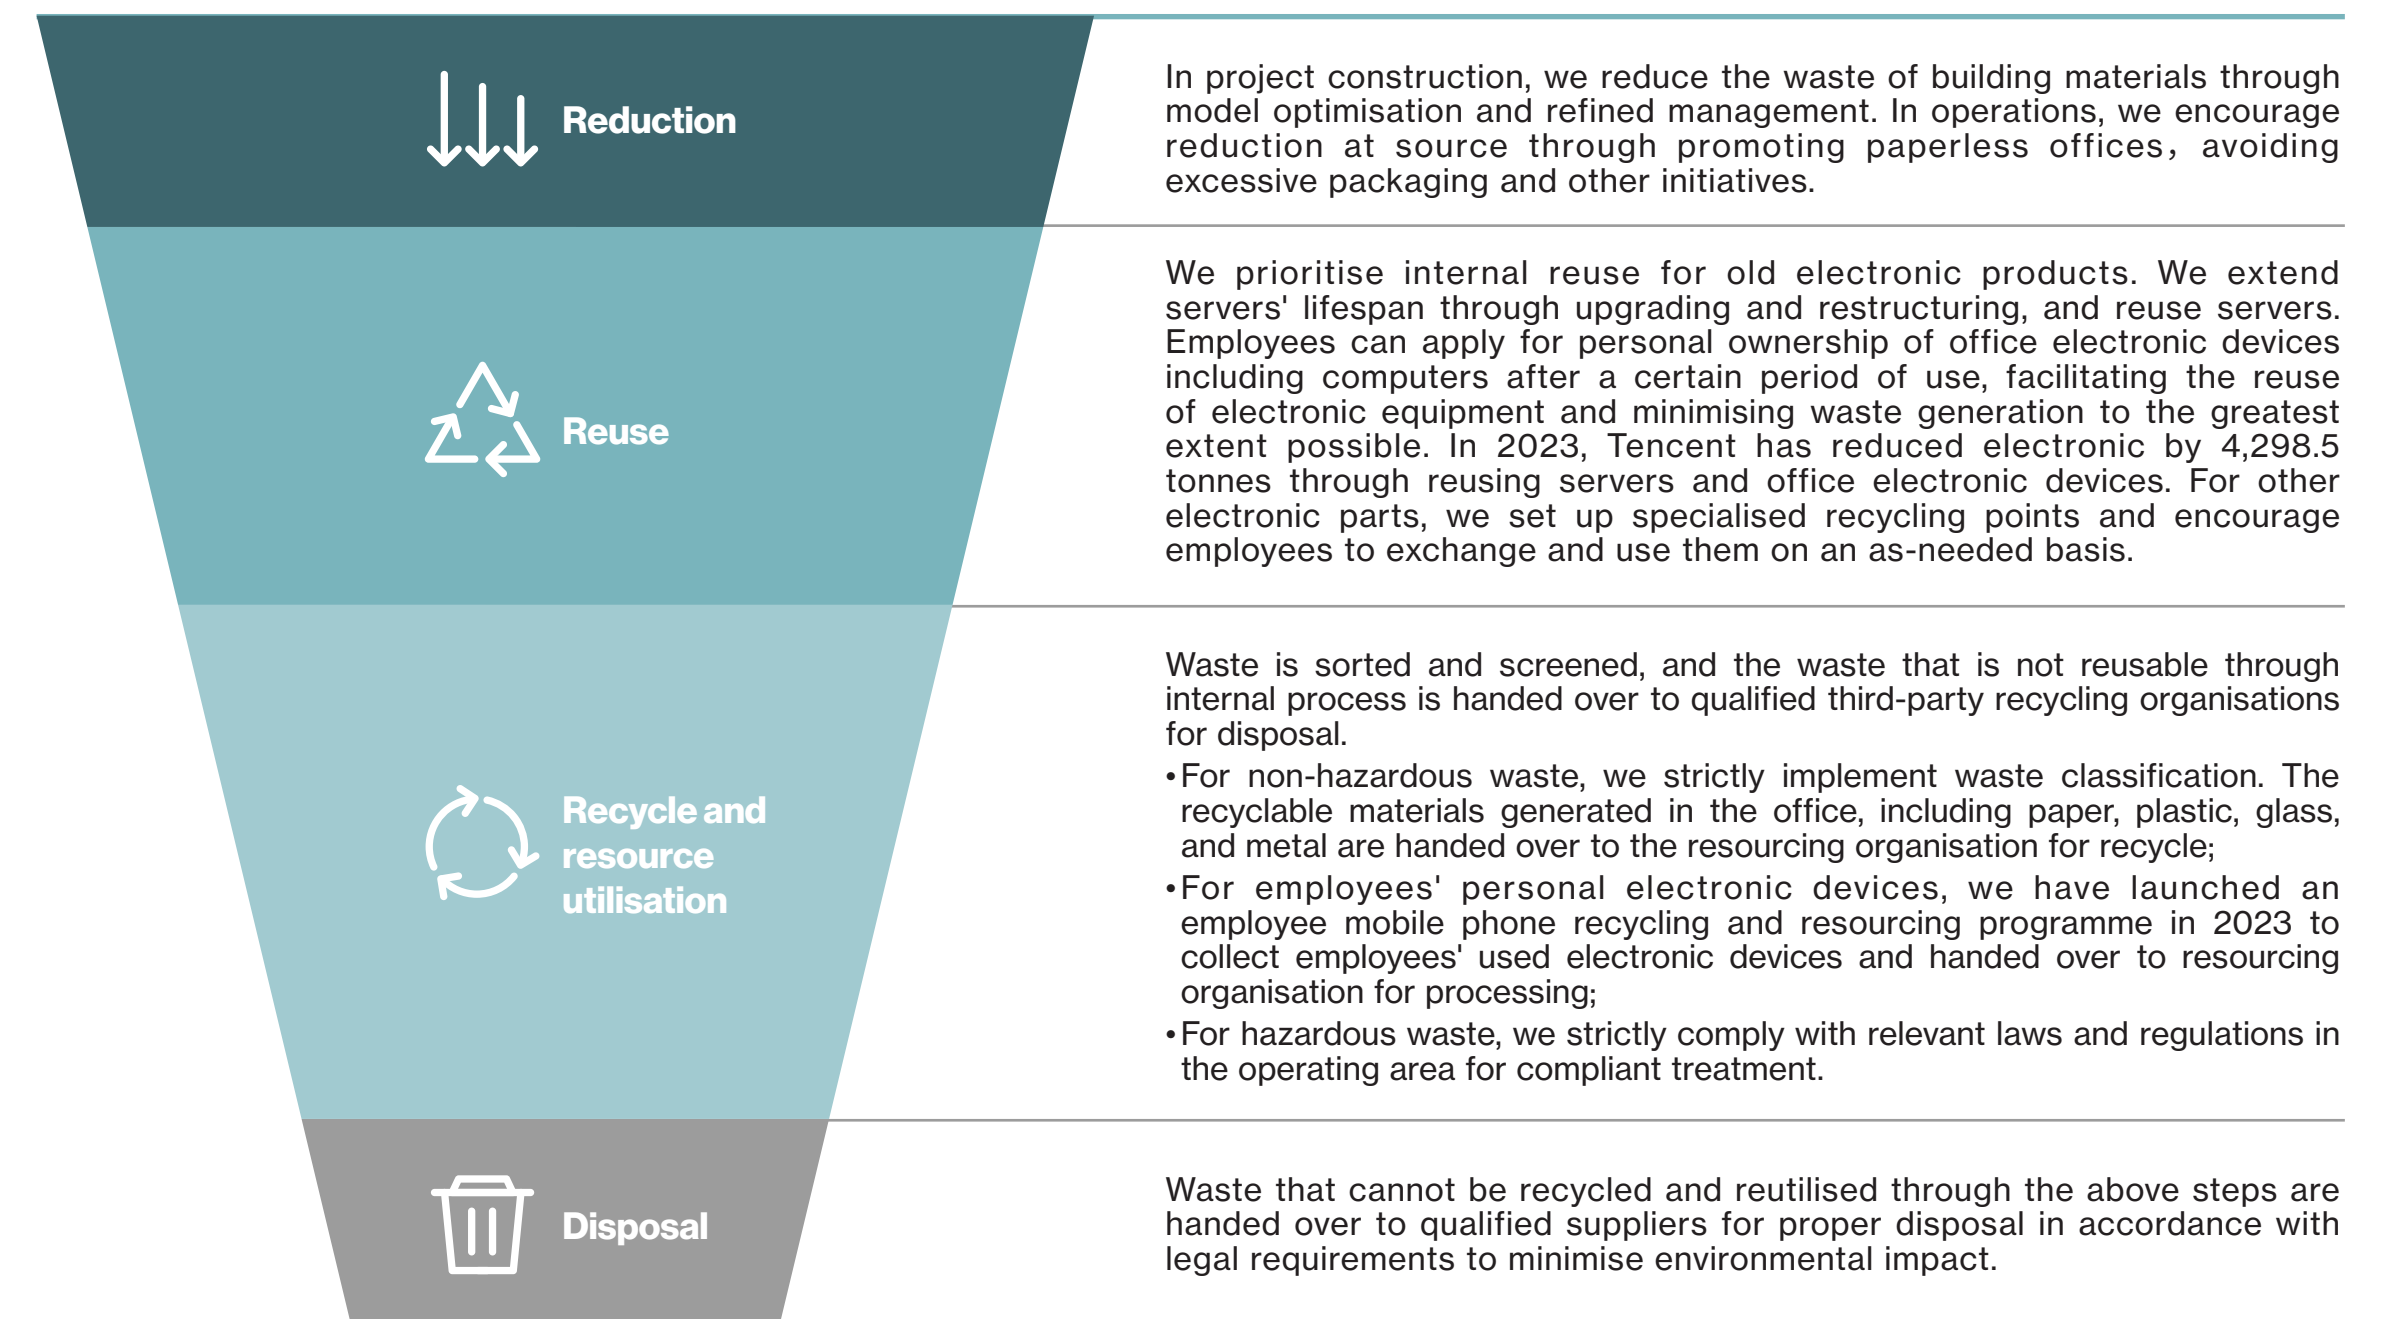 Reduction
In project construction, we reduce the waste of building materials through
model optimisation and refined management. In operations, we encourage
reduction at source through promoting paperless offices, avoiding
excessive packaging and other initiatives.
Reuse
We prioritise internal reuse for old electronic products. We extend
servers' lifespan through upgrading and restructuring, and reuse servers.
Employees can apply for personal ownership of office electronic devices
including computers after a certain period of use, facilitating the reuse
of electronic equipment and minimising waste generation to the greatest
extent possible. In 2023, Tencent has reduced electronic by 4,298.5
tonnes through reusing servers and office electronic devices. For other
electronic parts, we set up specialised recycling points and encourage
employees to exchange and use them on an as-needed basis.
Recycle and
resource
utilisation
Waste is sorted and screened, and the waste that is not reusable through
internal process is handed over to qualified third-party recycling organisations
for disposal.
•For non-hazardous waste, we strictly implement waste classification. The
recyclable materials generated in the office, including paper, plastic, glass,
and metal are handed over to the resourcing organisation for recycle;
•For employees' personal electronic devices, we have launched an
employee mobile phone recycling and resourcing programme in 2023 to
collect employees' used electronic devices and handed over to resourcing
organisation for processing;
•For hazardous waste, we strictly comply with relevant laws and regulations in
the operating area for compliant treatment.
Disposal
Waste that cannot be recycled and reutilised through the above steps are
handed over to qualified suppliers for proper disposal in accordance with
legal requirements to minimise environmental impact.